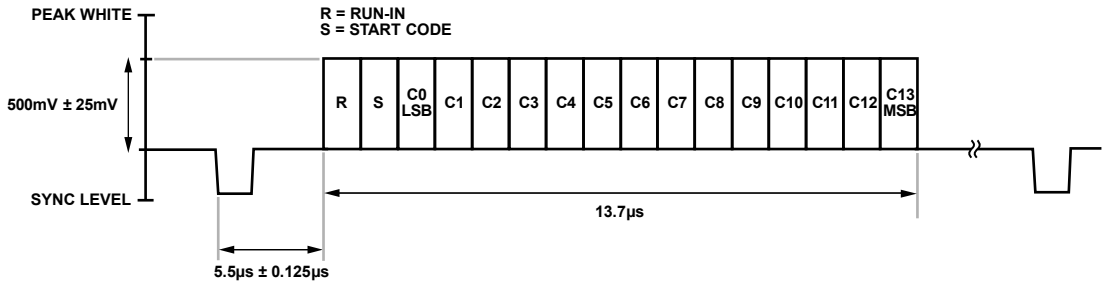 PEAK WHITE
R = RUN-IN
S = START CODE
500mV ± 25mV
R
S
C0
LSB
C1
C2
C3
C4
C5
C6
C7
C8
C9
C10
C11
C12
C13
MSB
SYNC LEVEL
13.7µs
5.5µs ± 0.125µs